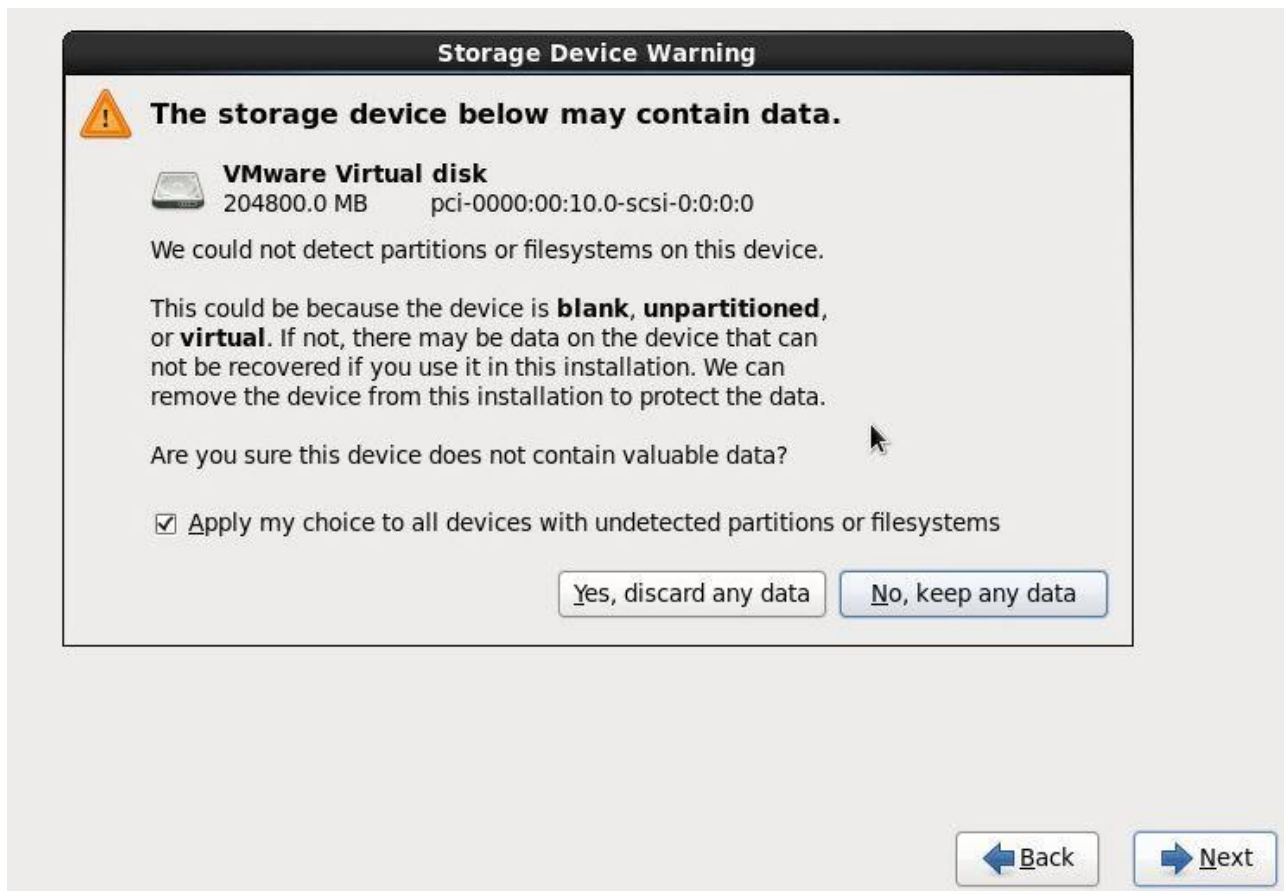 Storage Device Warning
The storage device below may contain data.
VMware Virtual disk
204800.0 MB pci-0000:00:10.0-scsi-0:0:0:0
We could not detect partitions or filesystems on this device.
This could be because the device is blank, unpartitioned,
or virtual. If not, there may be data on the device that can
not be recovered if you use it in this installation. We can
remove the device from this installation to protect the data.
Are you sure this device does not contain valuable data?
Apply my choice to all devices with undetected partitions or filesystems
Yes, discard any data No, keep any data
Back Next